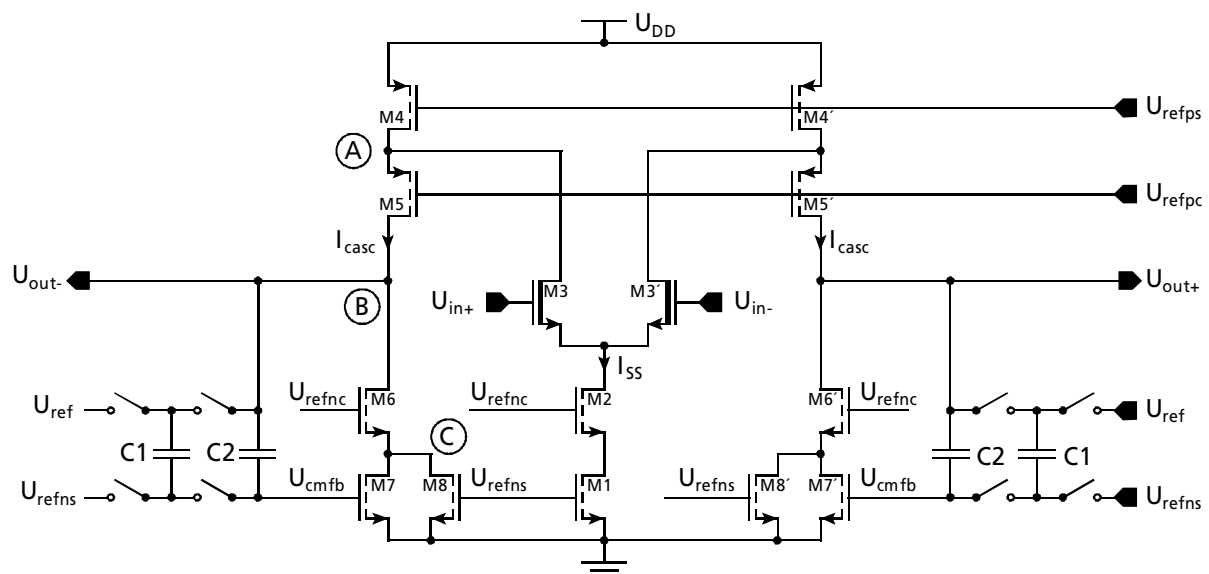 U_DD
M4
M4´
U_refps
A
M5
M5´
U_refpc
I_casc
I_casc
U_out-
B
U_in+
M3
M3´
U_in-
U_out+
I_SS
U_ref
U_refnc
M6
U_refnc
M2
M6´
U_refnc
U_ref
C1
C2
C
C2
C1
U_refns
U_cmfb
M7
M8
U_refns
M1
U_refns
M8´
M7´
U_cmfb
U_refns